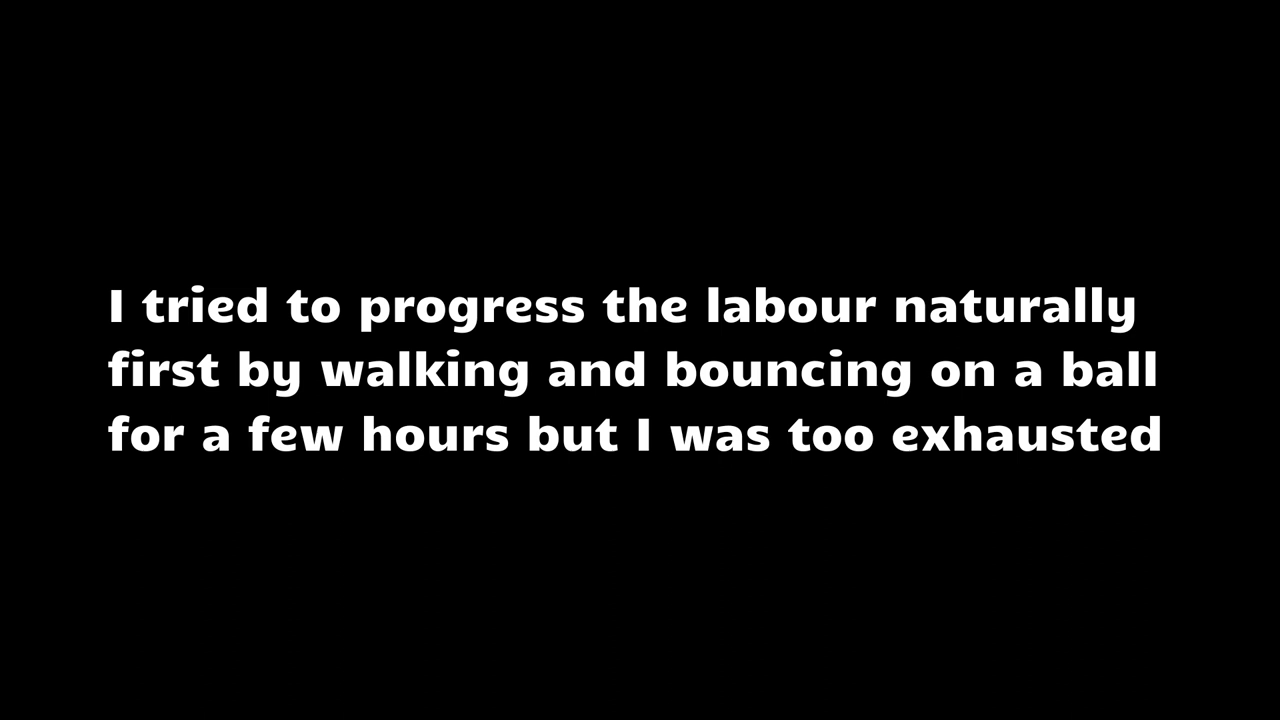 I tried to progress the labour naturally
first by walking and bouncing on a ball
for a few hours but I was too exhausted